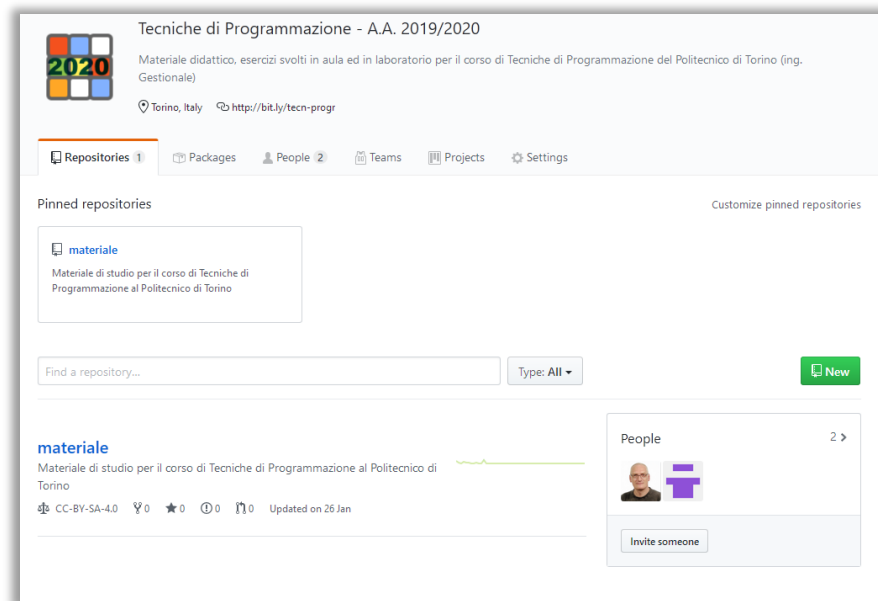 Tecniche di Programmazione - A.A. 2019/2020
2020
Materiale didattico, esercizi svolti in aula ed in laboratorio per il corso di Tecniche di Programmazione del Politecnico di Torino (ing.
Gestionale)
Torino, Italy http://bit.ly/tecn-progr
Repositories 1 Packages People 2 Teams Projects Settings
Pinned repositories Customize pinned repositories
materiale
Materiale di studio per il corso di Tecniche di
Programmazione al Politecnico di Torino
Find a repository... Type: All New
materiale
Materiale di studio per il corso di Tecniche di Programmazione al Politecnico di
Torino
CC-BY-SA-4.0 0 0 0 0 Updated on 26 Jan
People 2
Invite someone